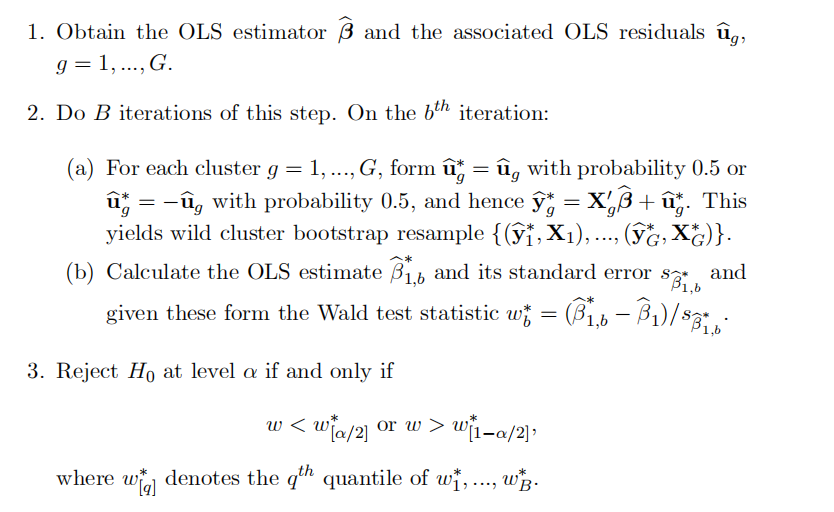 1. Obtain the OLS estimator $\widehat{\boldsymbol{\beta}}$ and the associated OLS residuals $\widehat{\mathbf{u}}_g$,
$g = 1, ..., G$.
2. Do $B$ iterations of this step. On the $b^{th}$ iteration:
(a) For each cluster $g = 1, ..., G$, form $\widehat{\mathbf{u}}_g^* = \widehat{\mathbf{u}}_g$ with probability 0.5 or
$\widehat{\mathbf{u}}_g^* = -\widehat{\mathbf{u}}_g$ with probability 0.5, and hence $\widehat{\mathbf{y}}_g^* = \mathbf{X}_g'\widehat{\boldsymbol{\beta}} + \widehat{\mathbf{u}}_g^*$. This
yields wild cluster bootstrap resample $\{(\widehat{\mathbf{y}}_1^*, \mathbf{X}_1), ..., (\widehat{\mathbf{y}}_G^*, \mathbf{X}_G^*)\}$.
(b) Calculate the OLS estimate $\widehat{\beta}_{1,b}^*$ and its standard error $s_{\widehat{\beta}_{1,b}^*}$ and
given these form the Wald test statistic $w_b^* = (\widehat{\beta}_{1,b}^* - \widehat{\beta}_1)/s_{\widehat{\beta}_{1,b}^*}$.
3. Reject $H_0$ at level $\alpha$ if and only if
$w < w_{[\alpha/2]}^*$ or $w > w_{[1-\alpha/2]}^*$,
where $w_{[q]}^*$ denotes the $q^{th}$ quantile of $w_1^*, ..., w_B^*$.